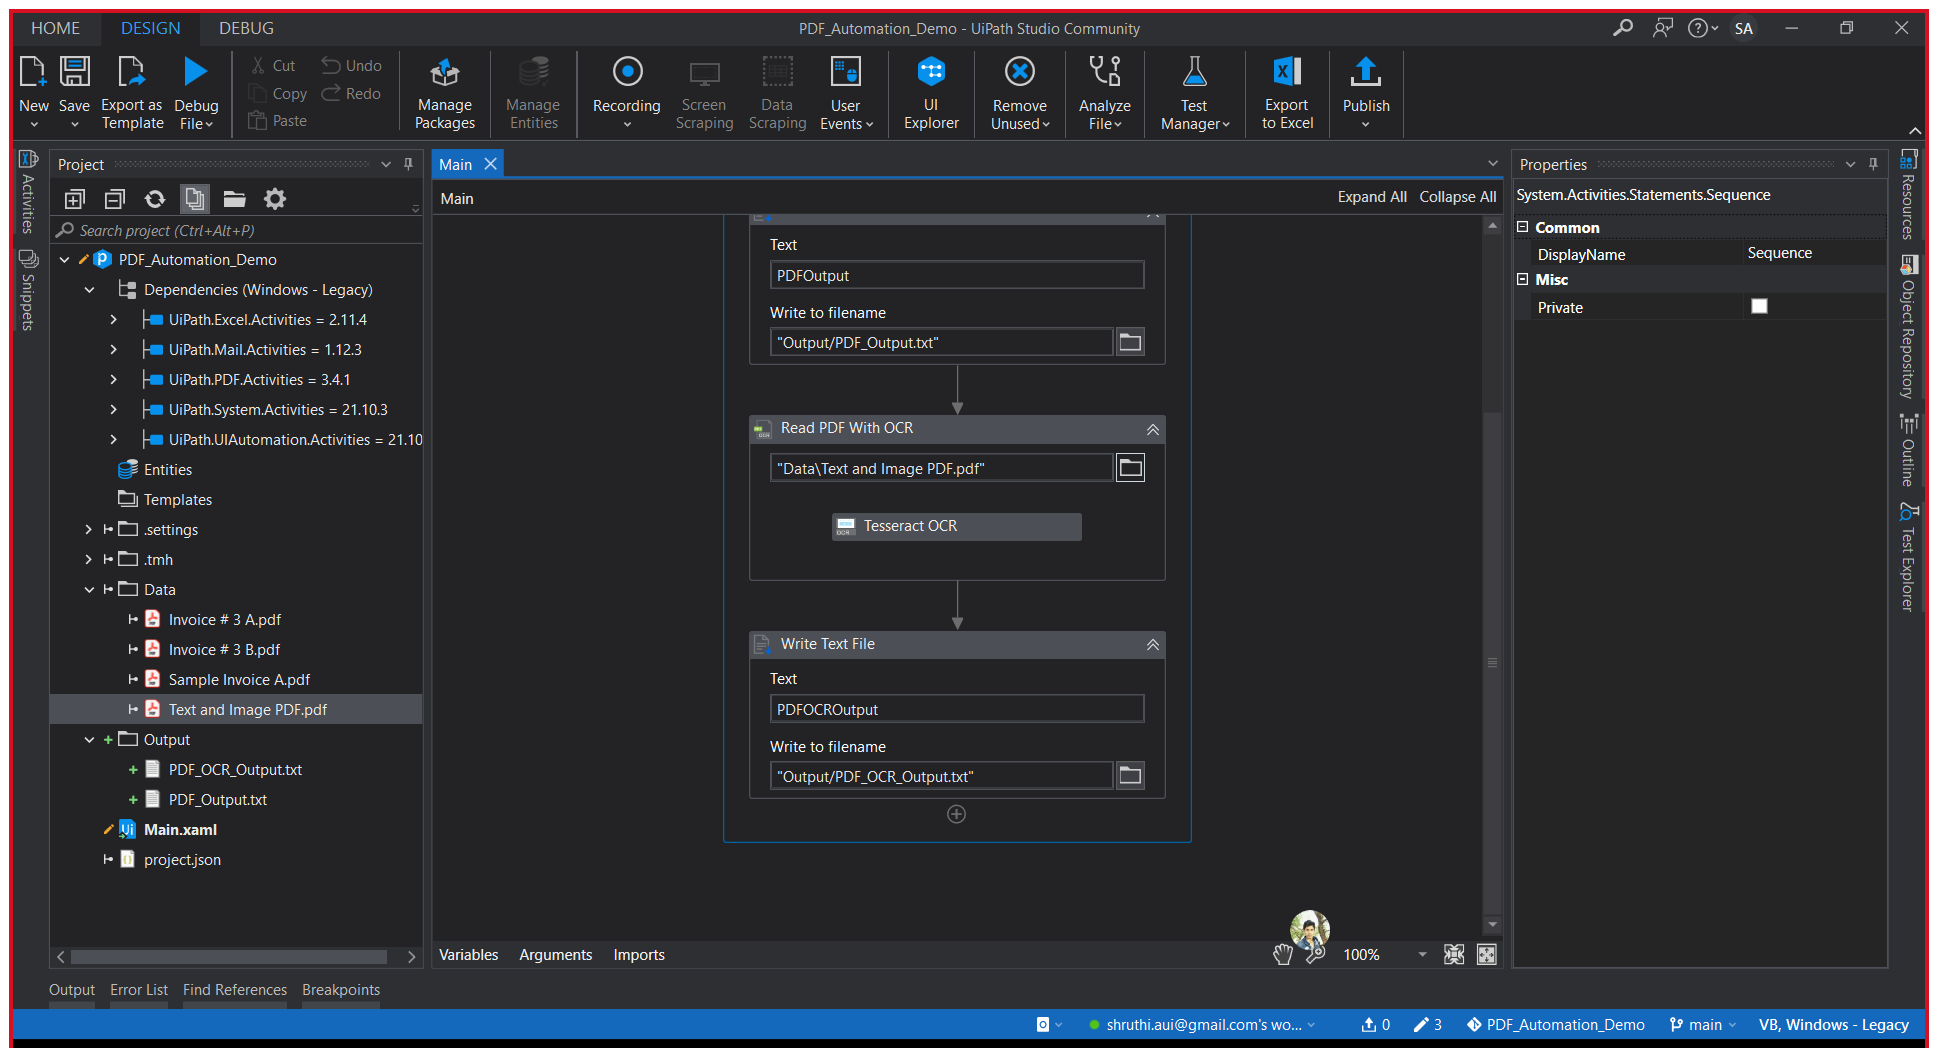 HOME DESIGN DEBUG
PDF_Automation_Demo - UiPath Studio Community
SA
New
Save
Export as
Template
Debug
File
Cut
Copy
Paste
Undo
Redo
Manage
Packages
Manage
Entities
Recording
Screen
Scraping
Data
Scraping
User
Events
UI
Explorer
Remove
Unused
Analyze
File
Test
Manager
Export
to Excel
Publish
Activities
Snippets
Project
Search project (Ctrl+Alt+P)
PDF_Automation_Demo
Dependencies (Windows - Legacy)
UiPath.Excel.Activities = 2.11.4
UiPath.Mail.Activities = 1.12.3
UiPath.PDF.Activities = 3.4.1
UiPath.System.Activities = 21.10.3
UiPath.UIAutomation.Activities = 21.10
Entities
Templates
.settings
.tmh
Data
Invoice # 3 A.pdf
Invoice # 3 B.pdf
Sample Invoice A.pdf
Text and Image PDF.pdf
Output
PDF_OCR_Output.txt
PDF_Output.txt
Main.xaml
project.json
Main
Main
Expand All Collapse All
Text
PDFOutput
Write to filename
"Output/PDF_Output.txt"
Read PDF With OCR
"Data\Text and Image PDF.pdf"
Tesseract OCR
Write Text File
Text
PDFOCROutput
Write to filename
"Output/PDF_OCR_Output.txt"
Variables Arguments Imports
100%
Properties
System.Activities.Statements.Sequence
Common
DisplayName Sequence
Misc
Private
Resources
Object Repository
Outline
Test Explorer
Output Error List Find References Breakpoints
shruthi.aui@gmail.com's wo... 0 3 PDF_Automation_Demo main VB, Windows - Legacy